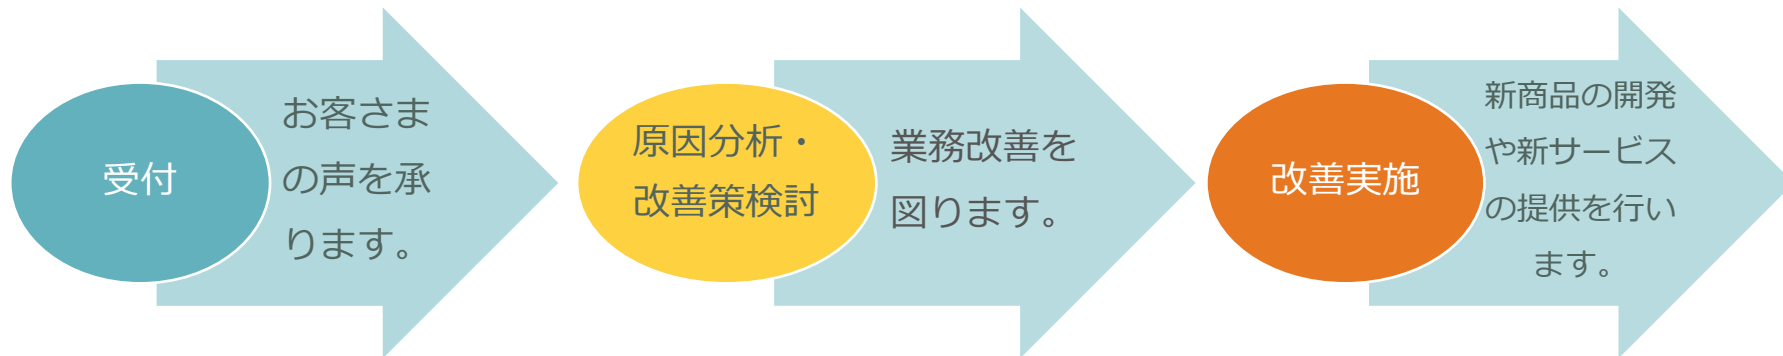 受付
お客さま
の声を承
ります。
原因分析・
改善策検討
業務改善を
図ります。
改善実施
新商品の開発
や新サービス
の提供を行い
ます。